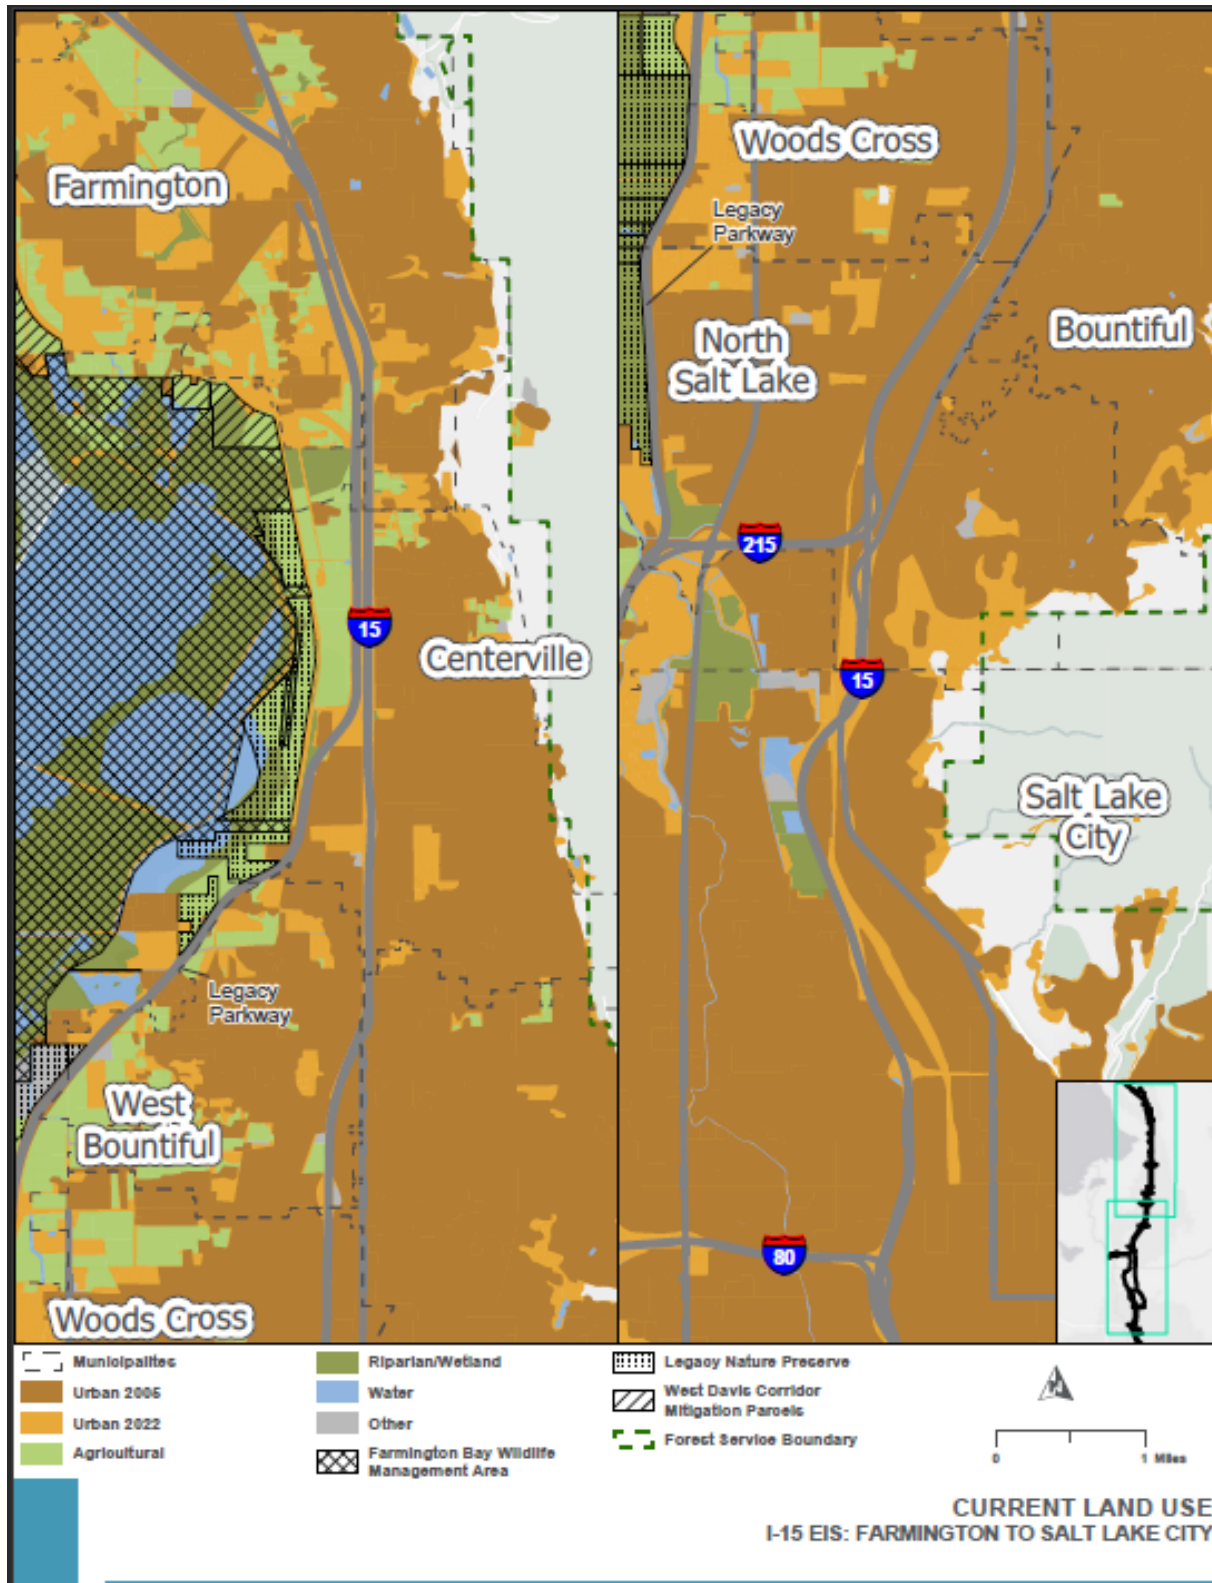 Farmington
15
Centerville
Legacy
Parkway
West
Bountiful
Woods Cross
Woods Cross
Legacy
Parkway
North
Salt Lake
Bountiful
215
15
Salt Lake
City
80
Municipalites
Urban 2005
Urban 2022
Agricultural
Riparian/Wetland
Water
Other
Farmington Bay Wildlife
Management Area
Legacy Nature Preserve
West Davis Corridor
Mitigation Parcels
Forest Service Boundary
0 1 Miles
CURRENT LAND USE
I-15 EIS: FARMINGTON TO SALT LAKE CITY